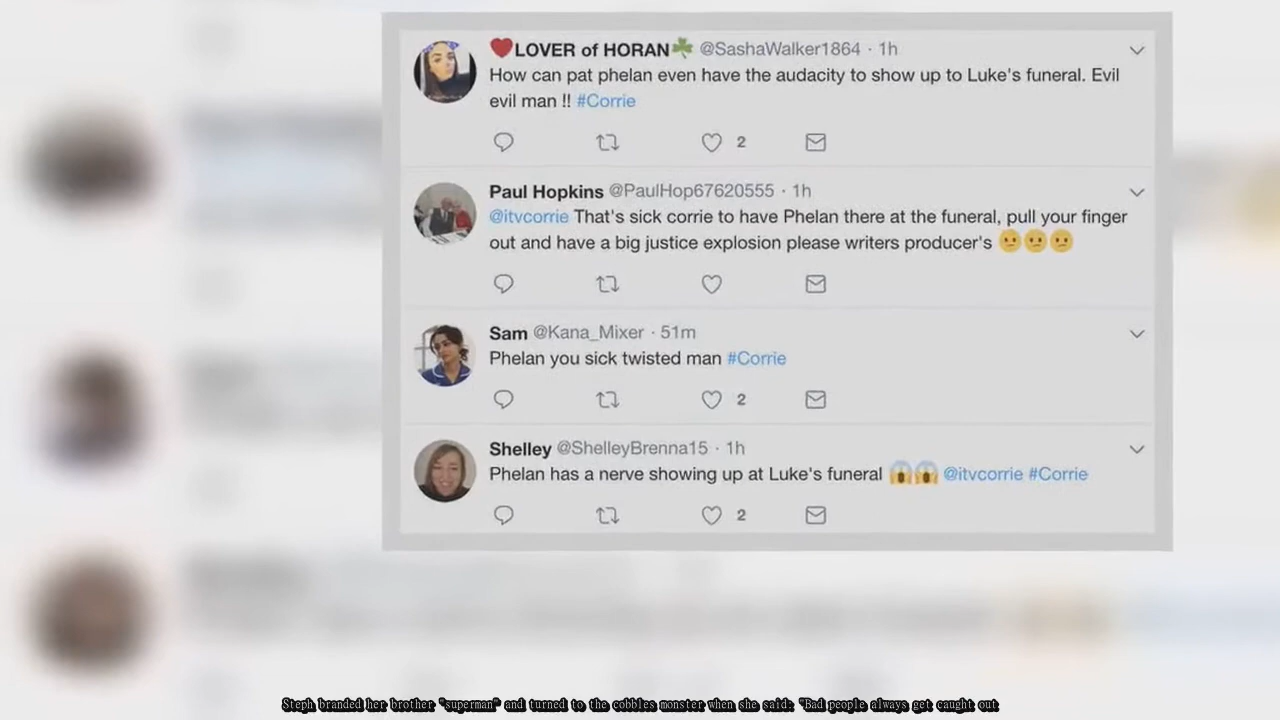 ❤️LOVER of HORAN☘️ @SashaWalker1864 · 1h
How can pat phelan even have the audacity to show up to Luke's funeral. Evil
evil man !! #Corrie
2
Paul Hopkins @PaulHop67620555 · 1h
@itvcorrie That's sick corrie to have Phelan there at the funeral, pull your finger
out and have a big justice explosion please writers producer's 😕😕😕
Sam @Kana_Mixer · 51m
Phelan you sick twisted man #Corrie
2
Shelley @ShelleyBrenna15 · 1h
Phelan has a nerve showing up at Luke's funeral 😱😱 @itvcorrie #Corrie
2
Steph branded her brother "superman" and turned to the cobbles monster when she said: "Bad people always get caught out